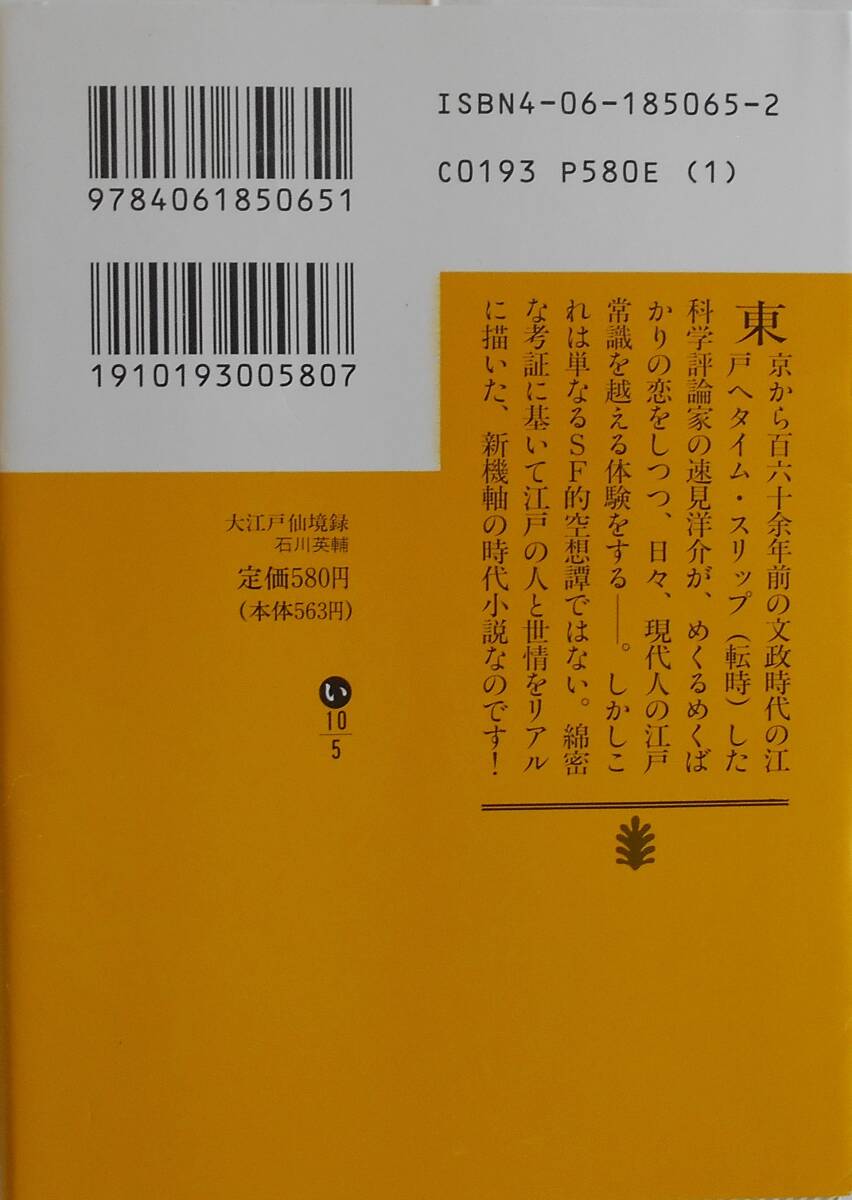 ISBN4-06-185065-2
C0193 P580E (1)
9784061850651
1910193005807
東京から百六十余年前の文政時代の江
戸へタイム・スリップ（転時）した
科学評論家の速見洋介が、めくるめくば
かりの恋をしつつ、日々、現代人の江戸
常識を越える体験をする——。しかしこ
れは単なるＳＦ的空想譚ではない。綿密
な考証に基いて江戸の人と世情をリアル
に描いた、新機軸の時代小説なのです！
大江戸仙境録
石川英輔
定価580円
(本体563円)
い
10
5